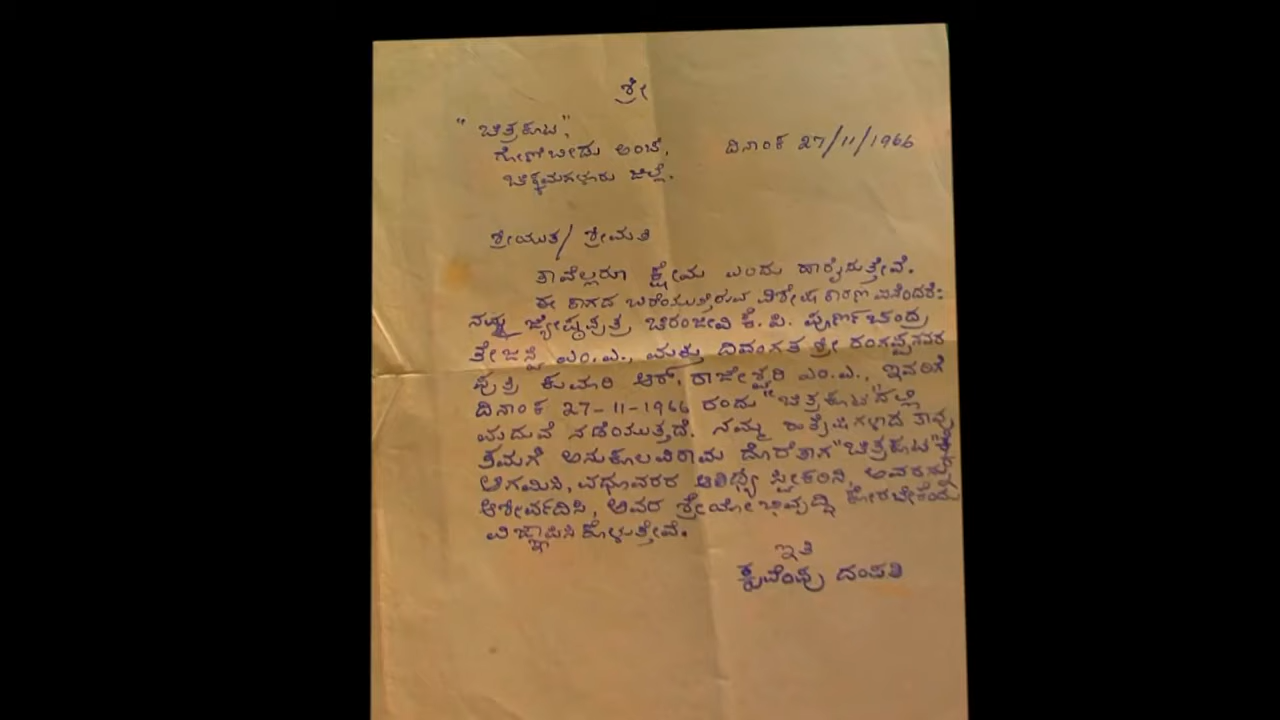 ಶ್ರೀ
"ಚಿತ್ರಕೂಟ",
ಗೋಣಿಬೀಡು ಅಂಚೆ,
ದಿನಾಂಕ 27/11/1966
ಚಿಕ್ಕಮಗಳೂರು ಜಿಲ್ಲೆ.
ಶ್ರೀಯುತ/ ಶ್ರೀಮತಿ
ತಾವೆಲ್ಲರೂ ಕ್ಷೇಮ ಎಂದು ಹಾರೈಸುತ್ತೇವೆ.
ಈ ಕಾಗದ ಬರೆಯುತ್ತಿರುವ ವಿಶೇಷ ಕಾರಣ ಏನೆಂದರೆ:
ನಮ್ಮ ಜ್ಯೇಷ್ಠಪುತ್ರ ಚಿರಂಜೀವಿ ಕೆ. ಪಿ. ಪೂರ್ಣಚಂದ್ರ
ತೇಜಸ್ವಿ ಎಂ.ಎ., ಮತ್ತು ದಿವಂಗತ ಶ್ರೀ ರಂಗಪ್ಪನವರ
ಪುತ್ರಿ ಕುಮಾರಿ ಆರ್. ರಾಜೇಶ್ವರಿ ಎಂ.ಎ., ಇವರಿಗೆ
ದಿನಾಂಕ 27-11-1966 ರಂದು "ಚಿತ್ರಕೂಟ"ದಲ್ಲಿ
ಮದುವೆ ನಡೆಯುತ್ತದೆ. ನಮ್ಮ ಹಿತೈಷಿಗಳಾದ ತಾವು
ತಮಗೆ ಅನುಕೂಲವಿರಾಮ ದೊರೆತಾಗ "ಚಿತ್ರಕೂಟ"ಕ್ಕೆ
ಆಗಮಿಸಿ, ವಧೂವರರ ಆತಿಥ್ಯ ಸ್ವೀಕರಿಸಿ, ಅವರನ್ನು
ಆಶೀರ್ವದಿಸಿ, ಅವರ ಶ್ರೇಯೋಭಿವೃದ್ಧಿ ಕೋರಬೇಕೆಂದು
ವಿಜ್ಞಾಪಿಸಿಕೊಳ್ಳುತ್ತೇವೆ.
ಇತಿ
ಕುವೆಂಪು ದಂಪತಿ